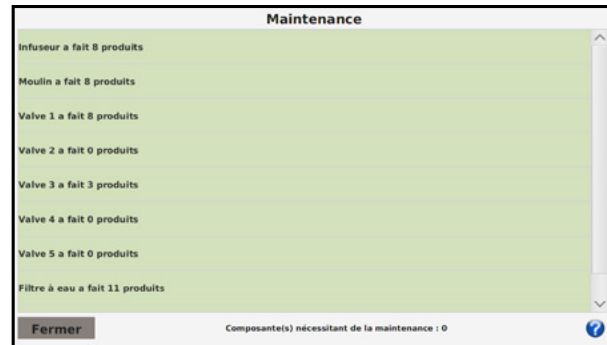 Maintenance
Infuseur a fait 8 produits
Moulin a fait 8 produits
Valve 1 a fait 8 produits
Valve 2 a fait 0 produits
Valve 3 a fait 3 produits
Valve 4 a fait 0 produits
Valve 5 a fait 0 produits
Filtre à eau a fait 11 produits
Fermer
Composante(s) nécessitant de la maintenance : 0
?